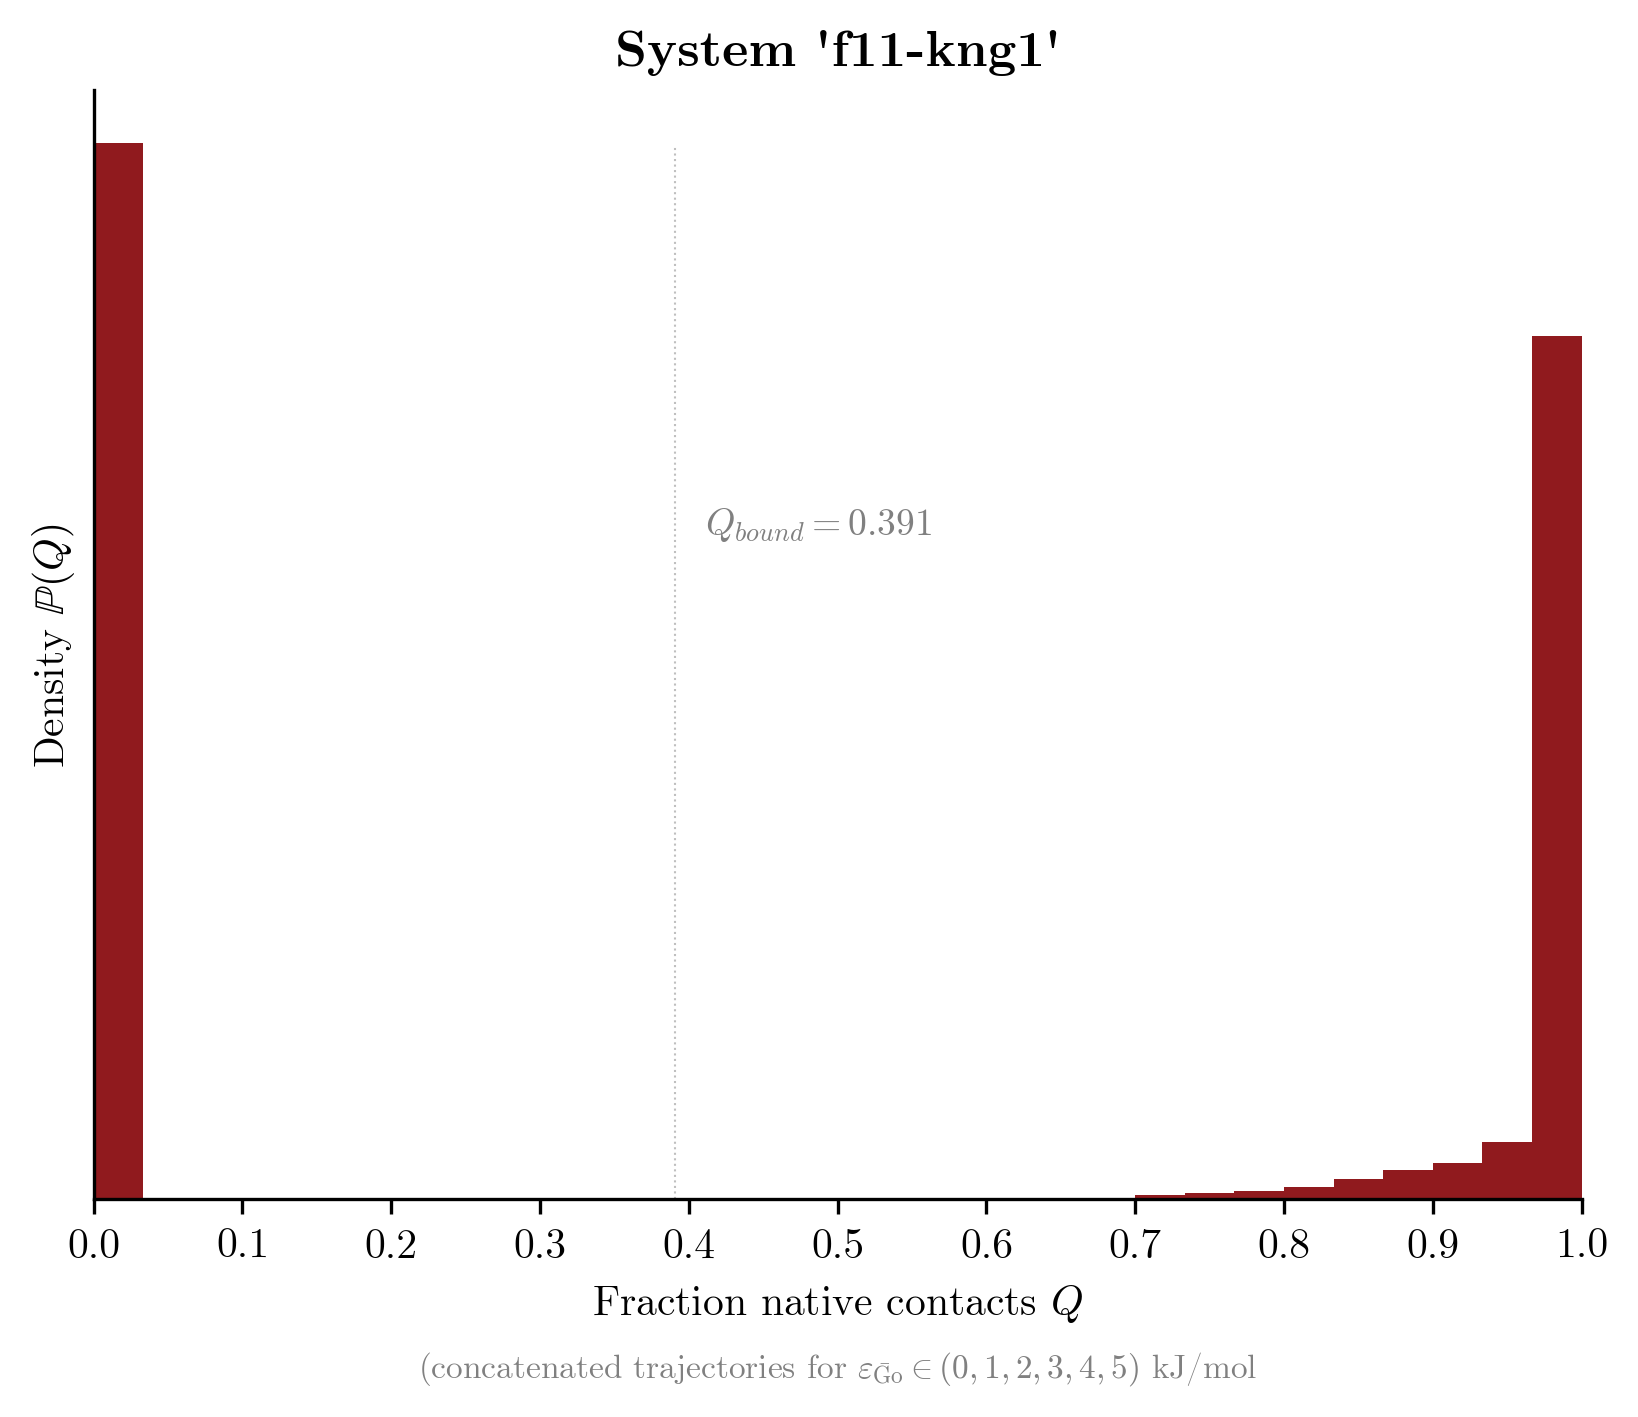 System 'f11-kng1'
Density ℙ(Q)
Q_bound = 0.391
0.0 0.1 0.2 0.3 0.4 0.5 0.6 0.7 0.8 0.9 1.0
Fraction native contacts Q
(concatenated trajectories for ε_Ḡo ∈ (0, 1, 2, 3, 4, 5) kJ/mol